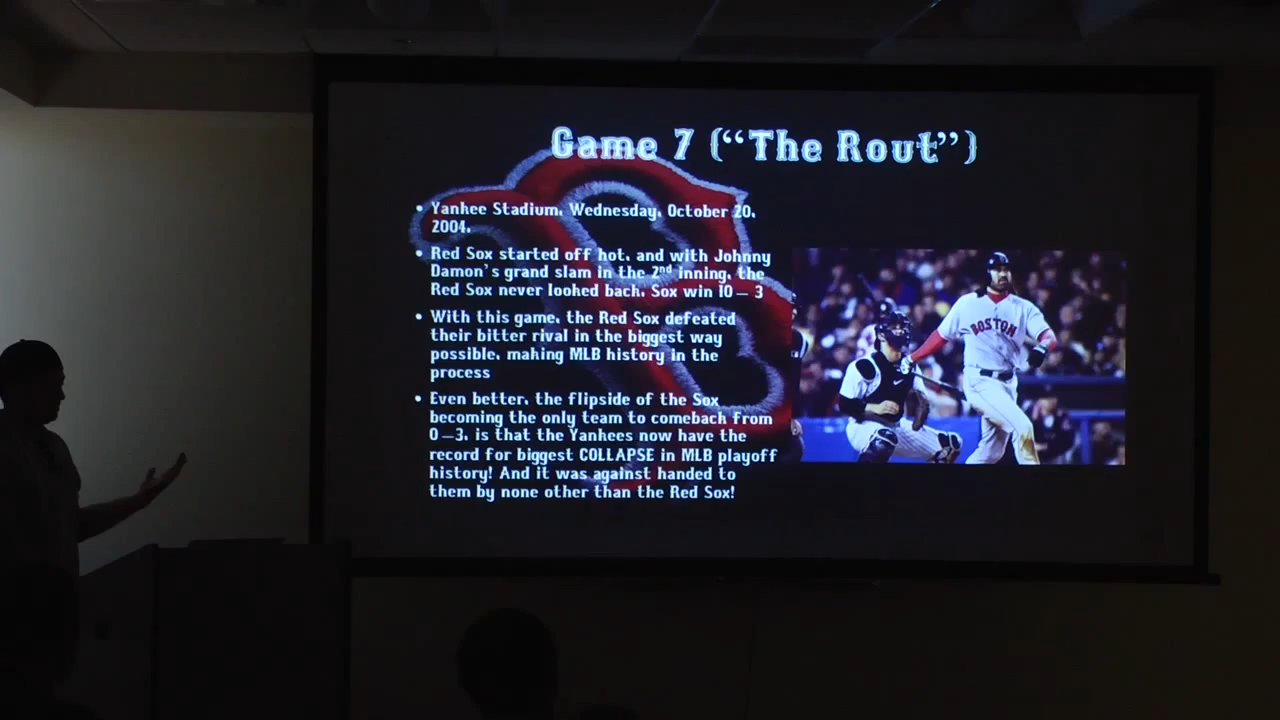 Game 7 (“The Rout”)
• Yankee Stadium, Wednesday, October 20,
2004.
• Red Sox started off hot, and with Johnny
Damon’s grand slam in the 2nd inning, the
Red Sox never looked back. Sox win 10 – 3
• With this game, the Red Sox defeated
their bitter rival in the biggest way
possible, making MLB history in the
process
• Even better, the flipside of the Sox
becoming the only team to comeback from
0 –3, is that the Yankees now have the
record for biggest COLLAPSE in MLB playoff
history! And it was against handed to
them by none other than the Red Sox!
BOSTON